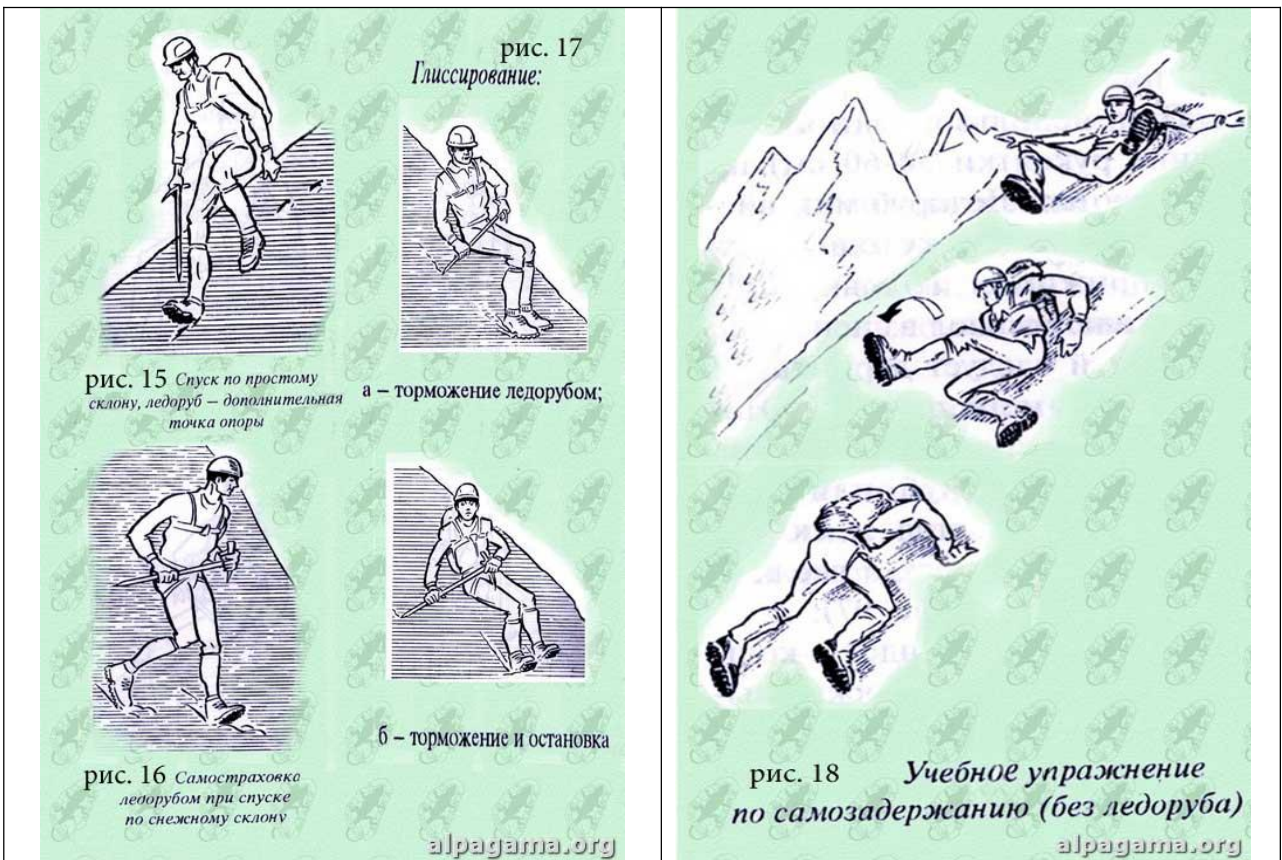 рис. 17
Глиссирование:
рис. 15 Спуск по простому
склону, ледоруб – дополнительная
точка опоры
а – торможение ледорубом;
рис. 16 Самостраховка
ледорубом при спуске
по снежному склону
б – торможение и остановка
alpagama.org
рис. 18 Учебное упражнение
по самозадержанию (без ледоруба)
alpagama.org